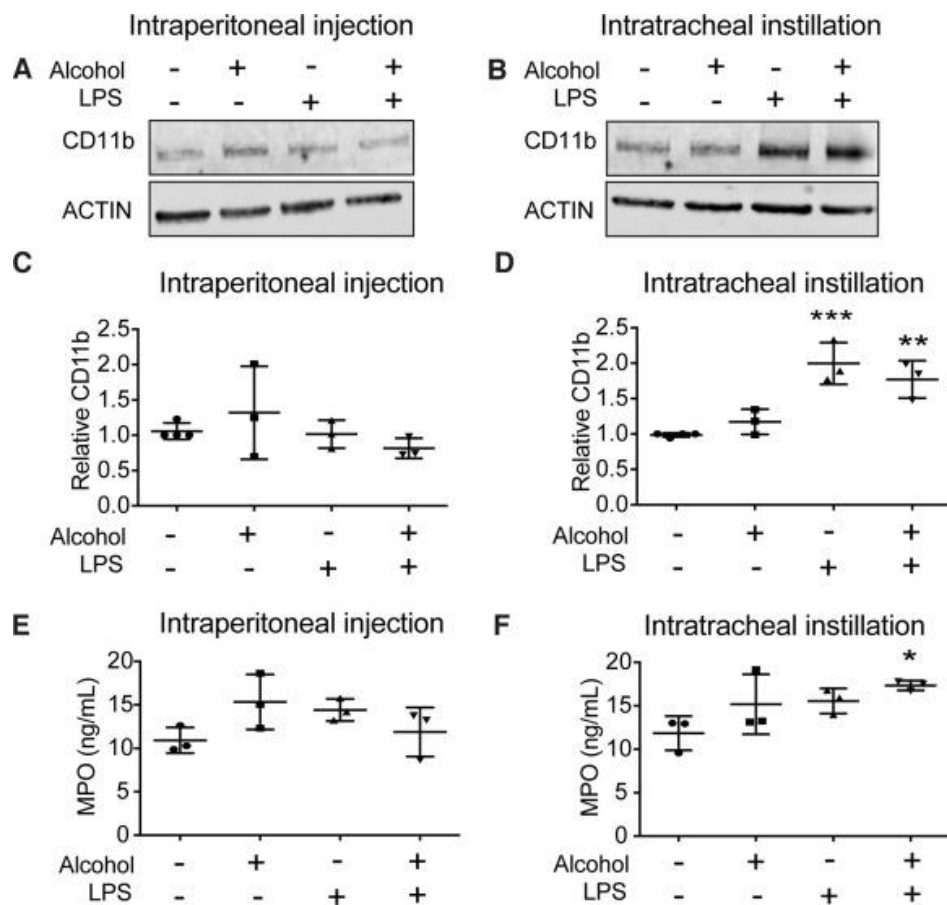 Intraperitoneal injection
A Alcohol - + - +
LPS - - + +
CD11b
ACTIN
Intratracheal instillation
B Alcohol - + - +
LPS - - + +
CD11b
ACTIN
C Intraperitoneal injection
Relative CD11b
2.5
2.0
1.5
1.0
0.5
0.0
Alcohol - + - +
LPS - - + +
D Intratracheal instillation
*** **
Relative CD11b
2.5
2.0
1.5
1.0
0.5
0.0
Alcohol - + - +
LPS - - + +
E Intraperitoneal injection
MPO (ng/mL)
20
15
10
5
0
Alcohol - + - +
LPS - - + +
F Intratracheal instillation
*
MPO (ng/mL)
20
15
10
5
0
Alcohol - + - +
LPS - - + +